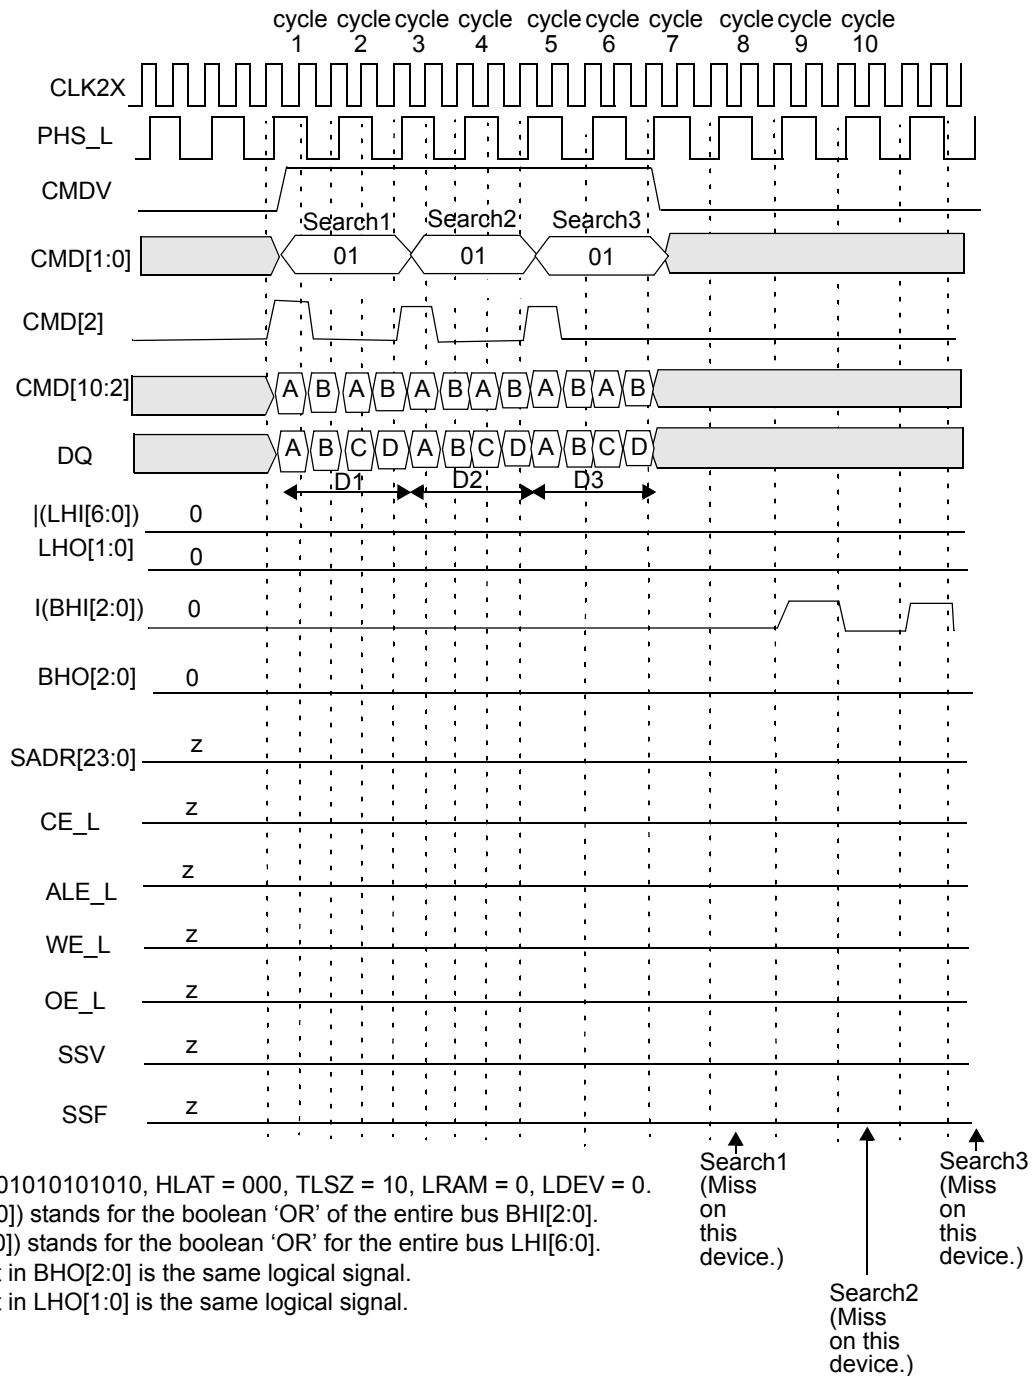 cycle cycle cycle cycle cycle cycle cycle cycle cycle cycle
1 2 3 4 5 6 7 8 9 10
CLK2X
PHS_L
CMDV
Search1 Search2 Search3
CMD[1:0] 01 01 01
CMD[2]
CMD[10:2] A B A B A B A B A B A B
DQ A B C D A B C D A B C D
D1 D2 D3
|(LHI[6:0]) 0
LHO[1:0] 0
I(BHI[2:0]) 0
BHO[2:0] 0
SADR[23:0] z
CE_L z
ALE_L z
WE_L z
OE_L z
SSV z
SSF z
Search1
(Miss
on
this
device.)
Search3
(Miss
on
this
device.)
01010101010, HLAT = 000, TLSZ = 10, LRAM = 0, LDEV = 0.
0]) stands for the boolean ‘OR’ of the entire bus BHI[2:0].
0]) stands for the boolean ‘OR’ for the entire bus LHI[6:0].
t in BHO[2:0] is the same logical signal.
t in LHO[1:0] is the same logical signal.
Search2
(Miss
on this
device.)